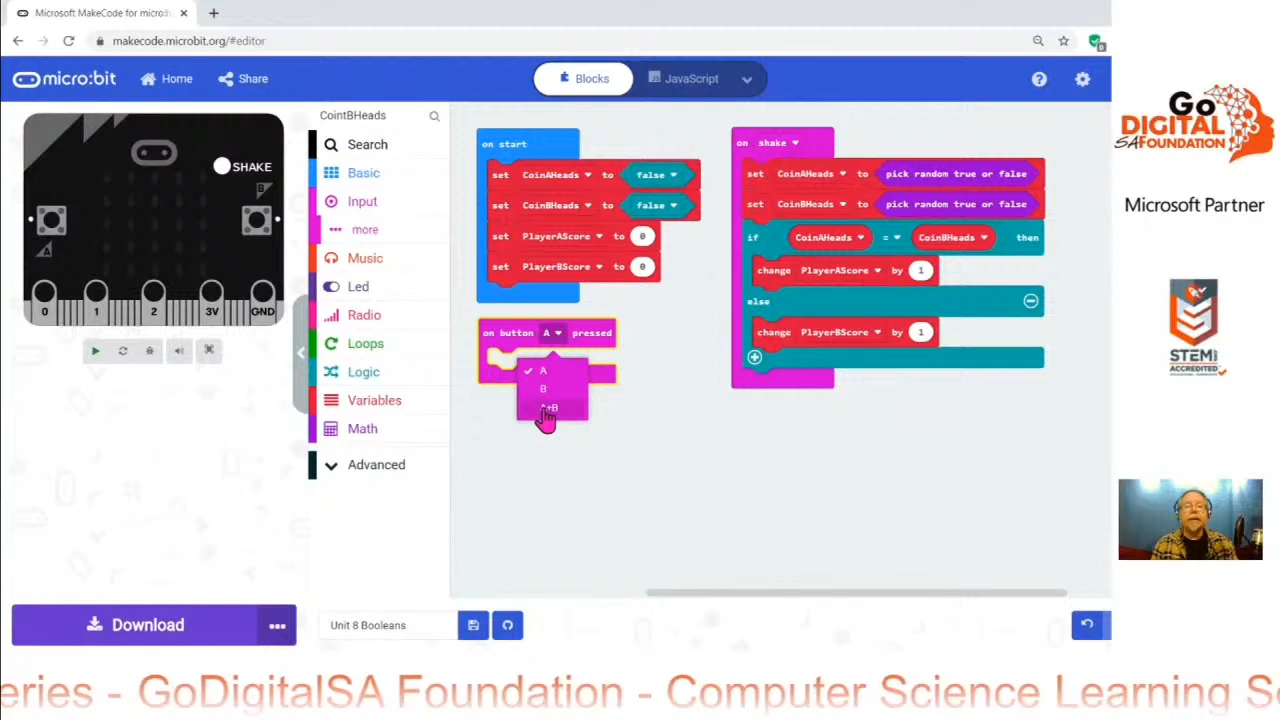 Microsoft MakeCode for micro:b
makecode.microbit.org/#editor
micro:bit
Home
Share
Blocks
JavaScript
Go
DIGITAL
SAFOUNDATION
Microsoft Partner
STEM
ACCREDITED
SHAKE
B
A
0
1
2
3V
GND
CointBHeads
Search
Basic
Input
more
Music
Led
Radio
Loops
Logic
Variables
Math
Advanced
on start
set CoinAHeads to false
set CoinBHeads to false
set PlayerAScore to 0
set PlayerBScore to 0
on button A pressed
A
B
A+B
on shake
set CoinAHeads to pick random true or false
set CoinBHeads to pick random true or false
if CoinAHeads = CoinBHeads then
change PlayerAScore by 1
else
change PlayerBScore by 1
Download
Unit 8 Booleans
eries - GoDigitalSA Foundation - Computer Science Learning Se